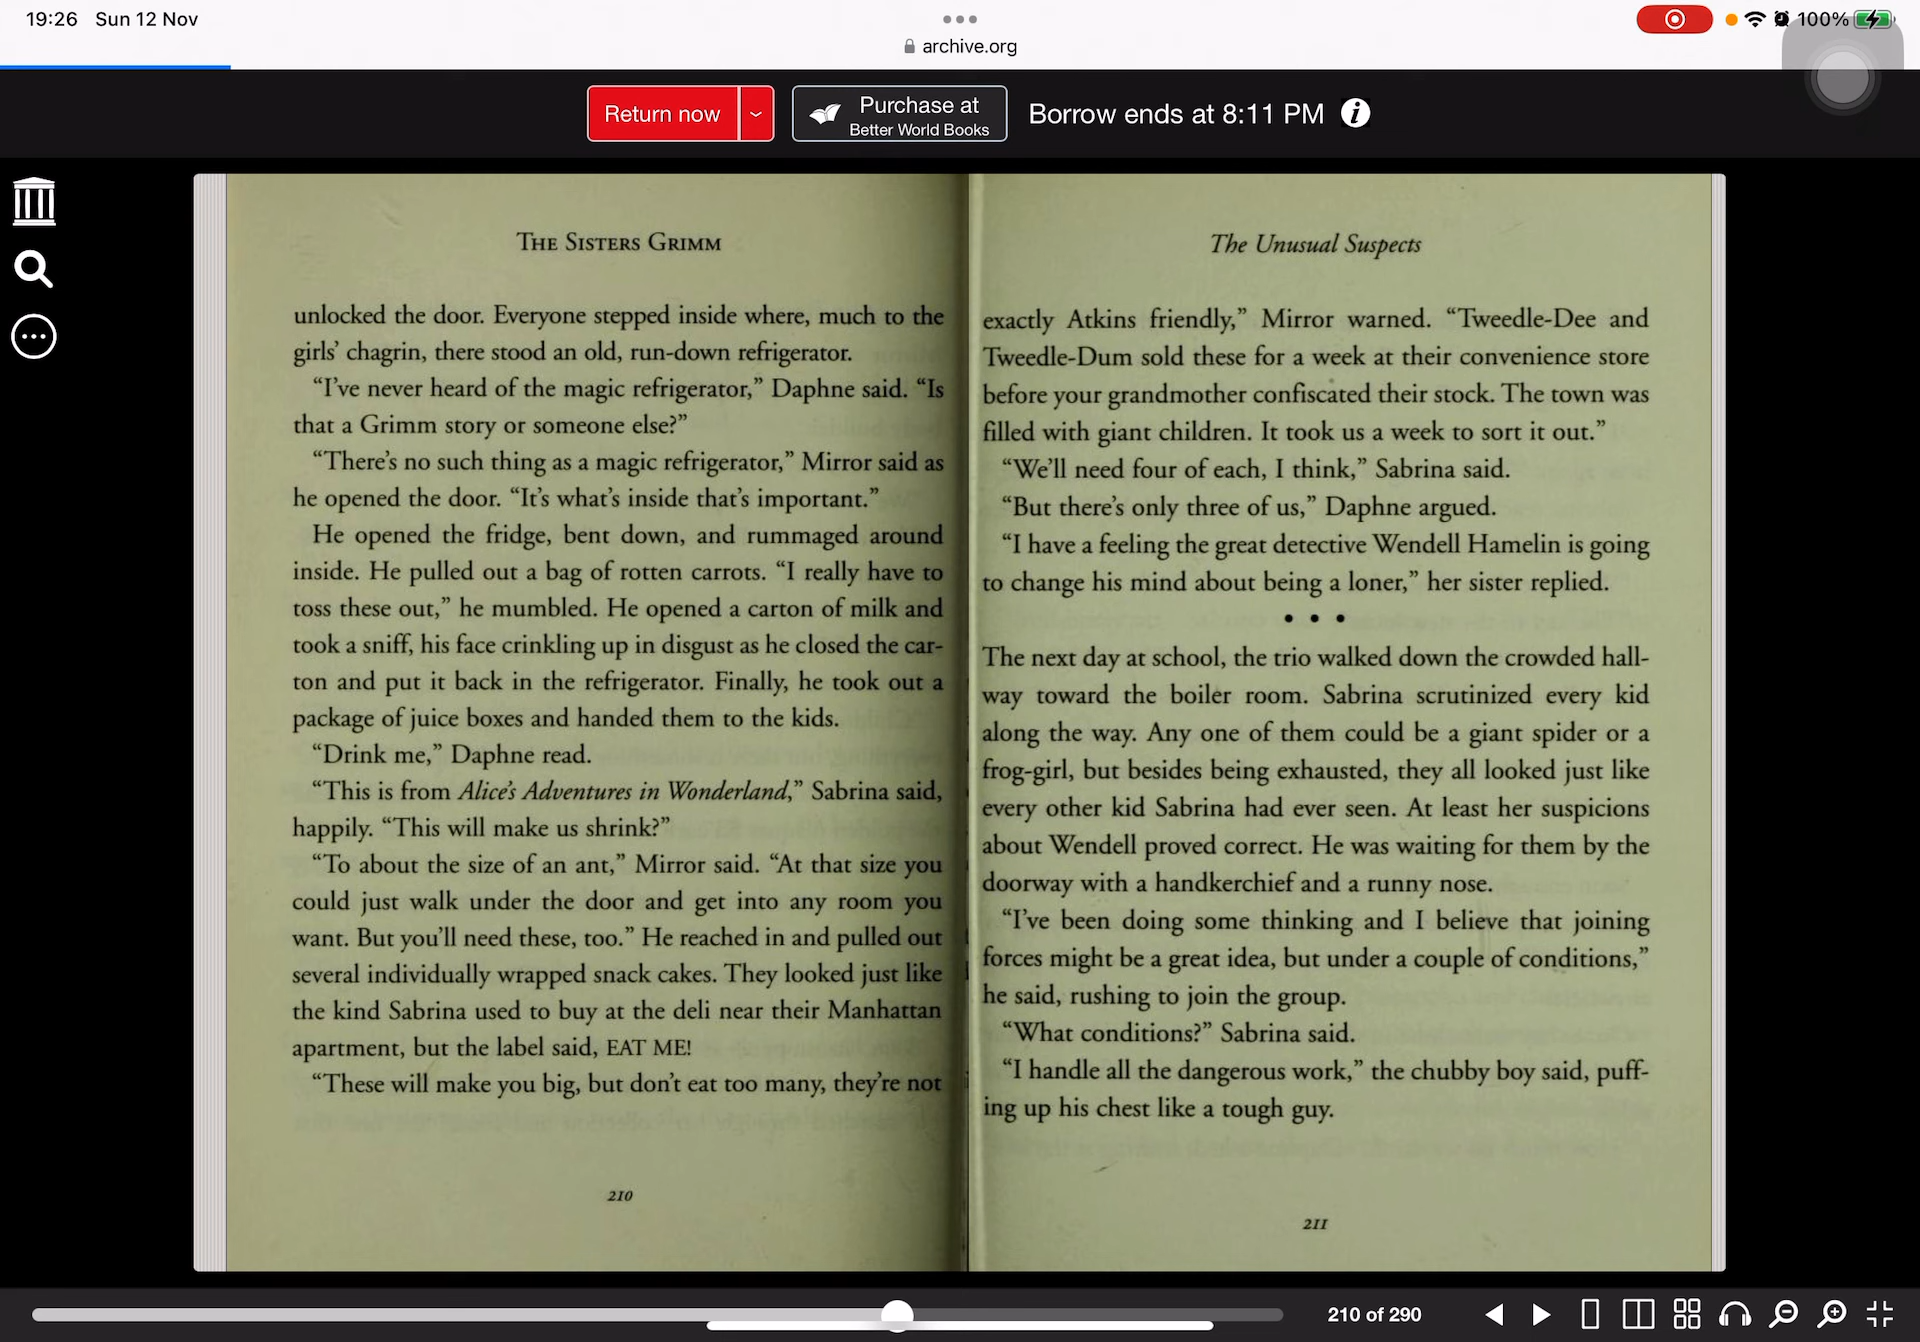 19:26 Sun 12 Nov
100%
archive.org
Return now
Purchase at
Better World Books
Borrow ends at 8:11 PM
THE SISTERS GRIMM
unlocked the door. Everyone stepped inside where, much to the
girls’ chagrin, there stood an old, run-down refrigerator.
“I’ve never heard of the magic refrigerator,” Daphne said. “Is
that a Grimm story or someone else?”
“There’s no such thing as a magic refrigerator,” Mirror said as
he opened the door. “It’s what’s inside that’s important.”
He opened the fridge, bent down, and rummaged around
inside. He pulled out a bag of rotten carrots. “I really have to
toss these out,” he mumbled. He opened a carton of milk and
took a sniff, his face crinkling up in disgust as he closed the car-
ton and put it back in the refrigerator. Finally, he took out a
package of juice boxes and handed them to the kids.
“Drink me,” Daphne read.
“This is from Alice’s Adventures in Wonderland,” Sabrina said,
happily. “This will make us shrink?”
“To about the size of an ant,” Mirror said. “At that size you
could just walk under the door and get into any room you
want. But you’ll need these, too.” He reached in and pulled out
several individually wrapped snack cakes. They looked just like
the kind Sabrina used to buy at the deli near their Manhattan
apartment, but the label said, EAT ME!
“These will make you big, but don’t eat too many, they’re not
210
The Unusual Suspects
exactly Atkins friendly,” Mirror warned. “Tweedle-Dee and
Tweedle-Dum sold these for a week at their convenience store
before your grandmother confiscated their stock. The town was
filled with giant children. It took us a week to sort it out.”
“We’ll need four of each, I think,” Sabrina said.
“But there’s only three of us,” Daphne argued.
“I have a feeling the great detective Wendell Hamelin is going
to change his mind about being a loner,” her sister replied.
• • •
The next day at school, the trio walked down the crowded hall-
way toward the boiler room. Sabrina scrutinized every kid
along the way. Any one of them could be a giant spider or a
frog-girl, but besides being exhausted, they all looked just like
every other kid Sabrina had ever seen. At least her suspicions
about Wendell proved correct. He was waiting for them by the
doorway with a handkerchief and a runny nose.
“I’ve been doing some thinking and I believe that joining
forces might be a great idea, but under a couple of conditions,”
he said, rushing to join the group.
“What conditions?” Sabrina said.
“I handle all the dangerous work,” the chubby boy said, puff-
ing up his chest like a tough guy.
211
210 of 290